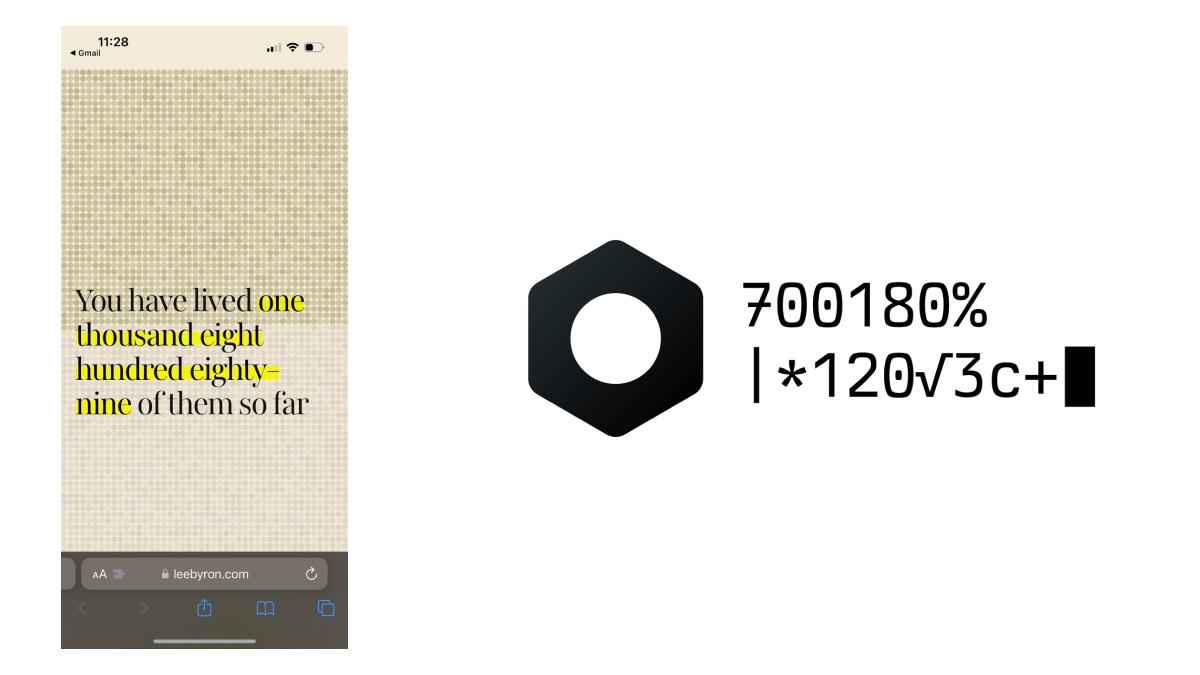 11:28
◀ Gmail
You have lived one
thousand eight
hundred eighty–
nine of them so far
AA
leebyron.com
700180%
|*120√3c+█